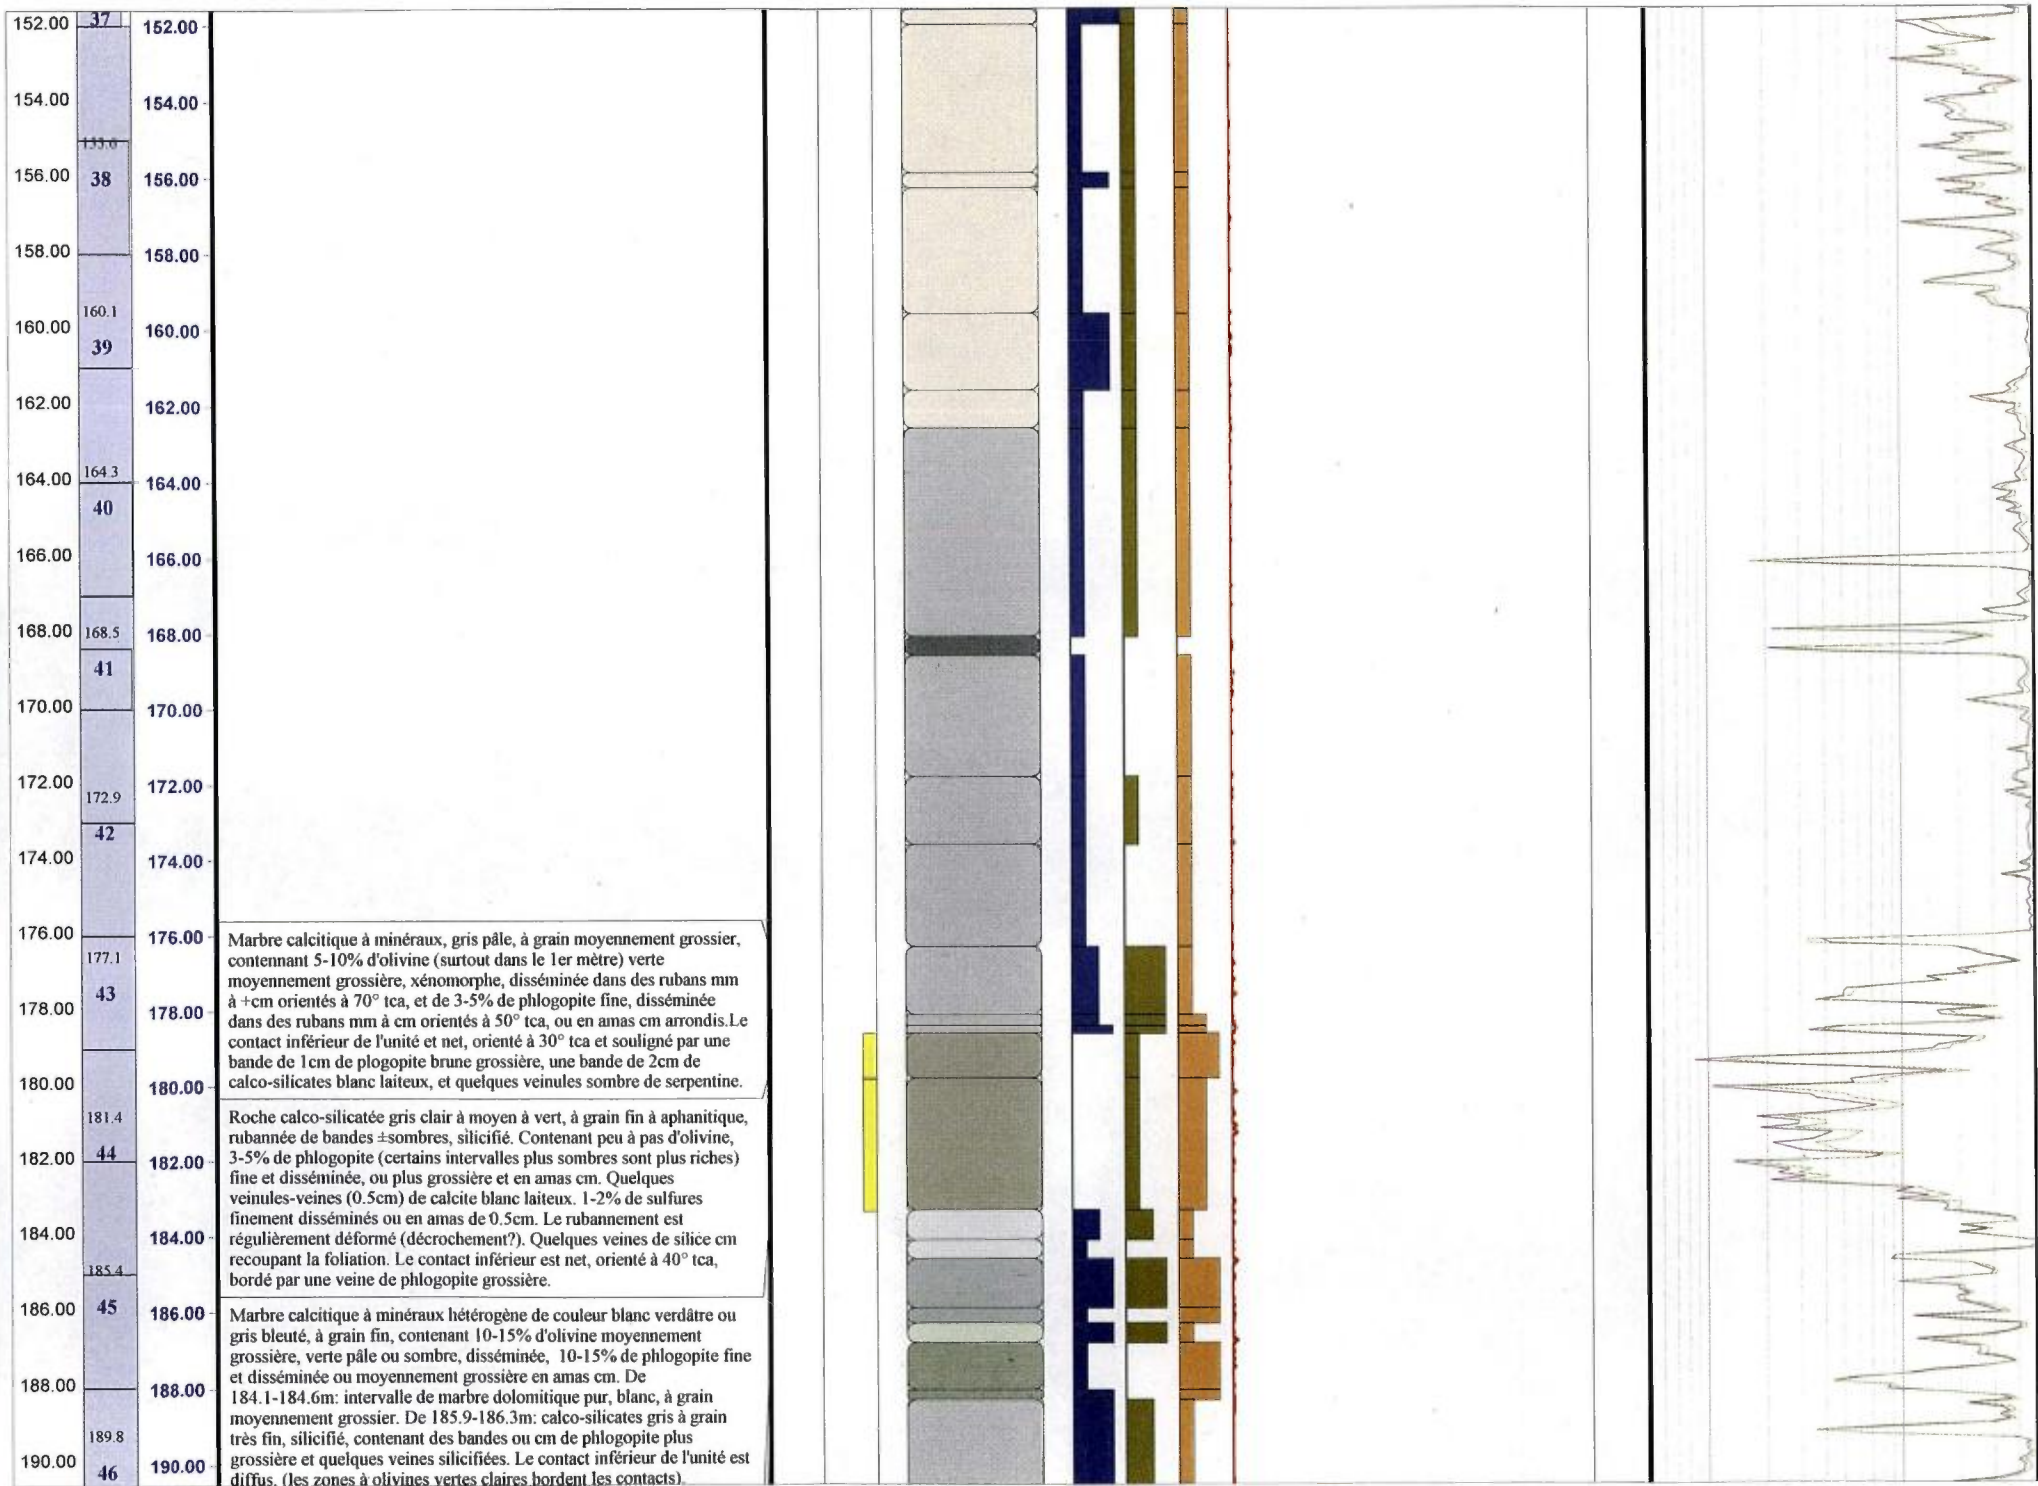 152.00
37
152.00
154.00
154.00
155.6
156.00
38
156.00
158.00
158.00
160.1
160.00
160.00
39
162.00
162.00
164.3
164.00
164.00
40
166.00
166.00
168.00
168.5
168.00
41
170.00
170.00
172.00
172.9
172.00
42
174.00
174.00
176.00
176.00
177.1
43
178.00
178.00
180.00
180.00
181.4
44
182.00
182.00
184.00
184.00
185.4
186.00
45
186.00
188.00
188.00
189.8
190.00
46
190.00
Marbre calcitique à minéraux, gris pâle, à grain moyennement grossier,
contennant 5-10% d'olivine (surtout dans le 1er mètre) verte
moyennement grossière, xénomorphe, disséminée dans des rubans mm
à +cm orientés à 70° tca, et de 3-5% de phlogopite fine, disséminée
dans des rubans mm à cm orientés à 50° tca, ou en amas cm arrondis.Le
contact inférieur de l'unité et net, orienté à 30° tca et souligné par une
bande de 1cm de plogopite brune grossière, une bande de 2cm de
calco-silicates blanc laiteux, et quelques veinules sombre de serpentine.
Roche calco-silicatée gris clair à moyen à vert, à grain fin à aphanitique,
rubannée de bandes ±sombres, silicifié. Contenant peu à pas d'olivine,
3-5% de phlogopite (certains intervalles plus sombres sont plus riches)
fine et disséminée, ou plus grossière et en amas cm. Quelques
veinules-veines (0.5cm) de calcite blanc laiteux. 1-2% de sulfures
finement disséminés ou en amas de 0.5cm. Le rubannement est
régulièrement déformé (décrochement?). Quelques veines de silice cm
recoupant la foliation. Le contact inférieur est net, orienté à 40° tca,
bordé par une veine de phlogopite grossière.
Marbre calcitique à minéraux hétérogène de couleur blanc verdâtre ou
gris bleuté, à grain fin, contenant 10-15% d'olivine moyennement
grossière, verte pâle ou sombre, disséminée, 10-15% de phlogopite fine
et disséminée ou moyennement grossière en amas cm. De
184.1-184.6m: intervalle de marbre dolomitique pur, blanc, à grain
moyennement grossier. De 185.9-186.3m: calco-silicates gris à grain
très fin, silicifié, contenant des bandes ou cm de phlogopite plus
grossière et quelques veines silicifiées. Le contact inférieur de l'unité est
diffus. (les zones à olivines vertes claires bordent les contacts).